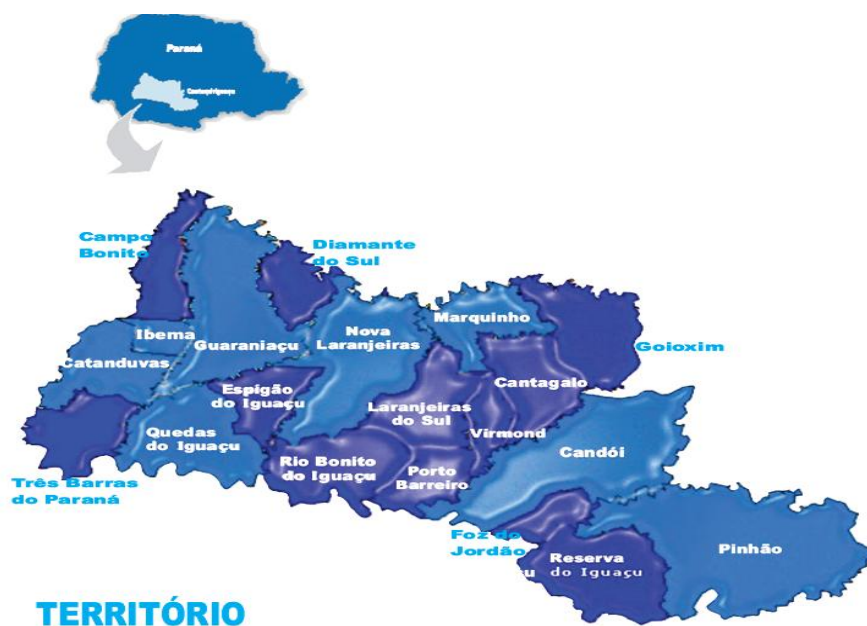 Paraná
Cantuquiriguaçu
Campo
Bonito
Diamante
do Sul
Ibema
Guaraniaçu
Nova
Laranjeiras
Marquinho
Goioxim
Catanduvas
Espigão
do Iguaçu
Cantagalo
Laranjeiras
do Sul
Quedas
do Iguaçu
Virmond
Candói
Rio Bonito
do Iguaçu
Porto
Barreiro
Três Barras
do Paraná
Foz do
Jordão
Reserva
do Iguaçu
Pinhão
TERRITÓRIO